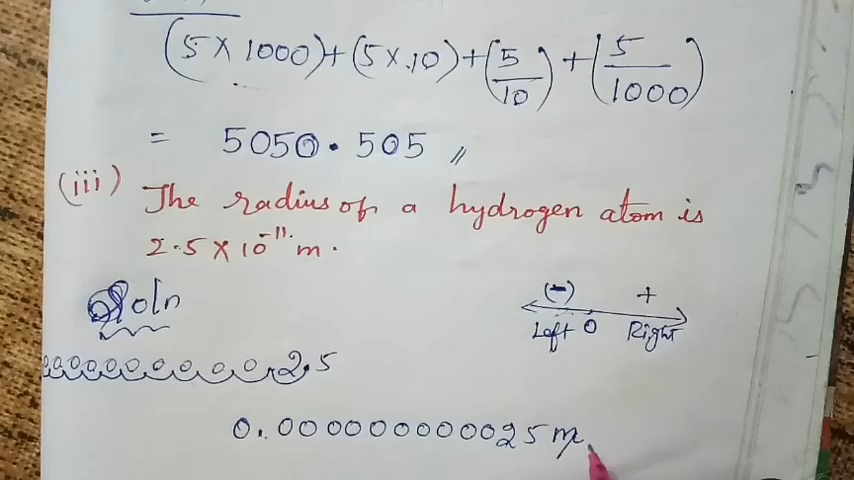 (5 × 1000) + (5 × 10) + (5/10) + (5/1000)
= 5050.505 //
(iii) The radius of a hydrogen atom is
2.5 × 10⁻¹¹ m.
Soln
(-) +
Left 0 Right
0000000000.2.5
0.000000000025 m